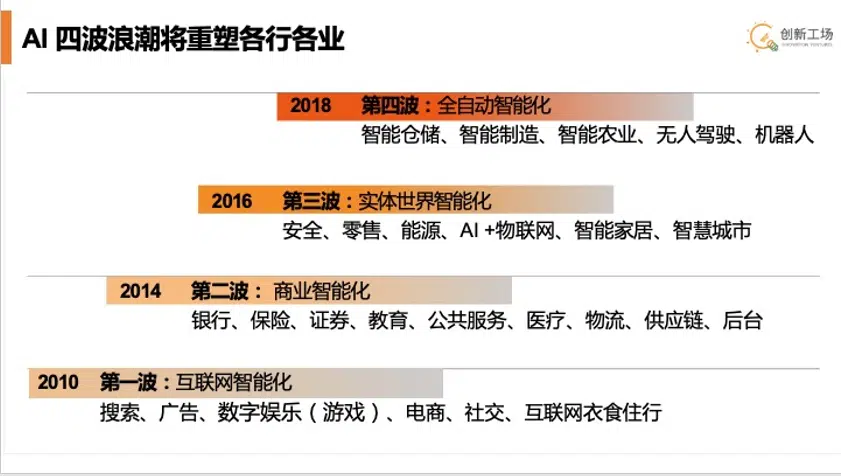 AI 四波浪潮将重塑各行各业
创新工场
2018 第四波：全自动智能化
智能仓储、智能制造、智能农业、无人驾驶、机器人
2016 第三波：实体世界智能化
安全、零售、能源、AI +物联网、智能家居、智慧城市
2014 第二波： 商业智能化
银行、保险、证券、教育、公共服务、医疗、物流、供应链、后台
2010 第一波：互联网智能化
搜索、广告、数字娱乐（游戏）、电商、社交、互联网衣食住行